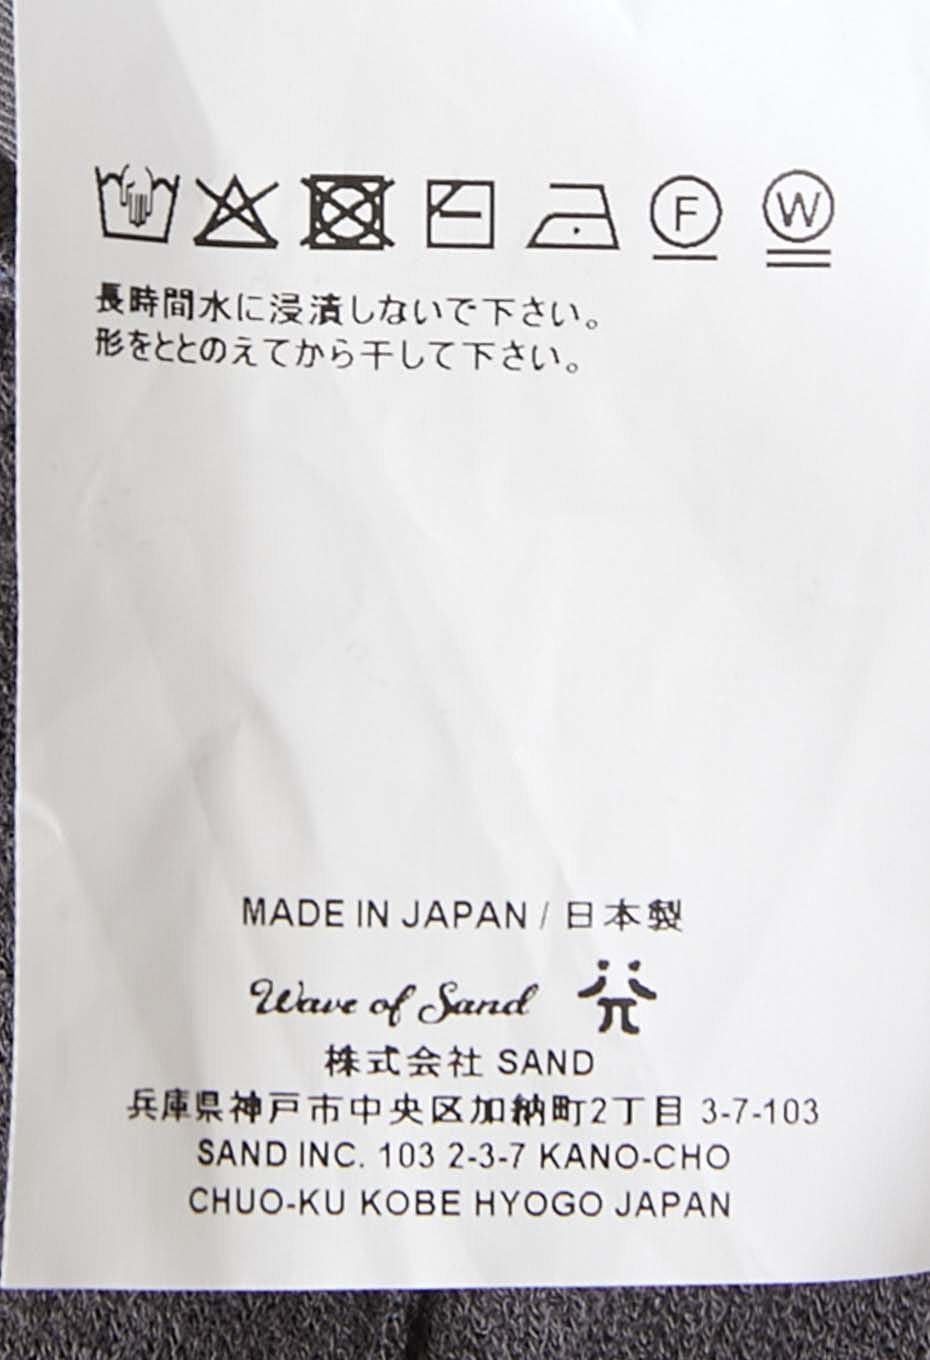 F W
長時間水に浸漬しないで下さい。
形をととのえてから干して下さい。
MADE IN JAPAN / 日本製
Wave of Sand
株式会社 SAND
兵庫県神戸市中央区加納町2丁目 3-7-103
SAND INC. 103 2-3-7 KANO-CHO
CHUO-KU KOBE HYOGO JAPAN